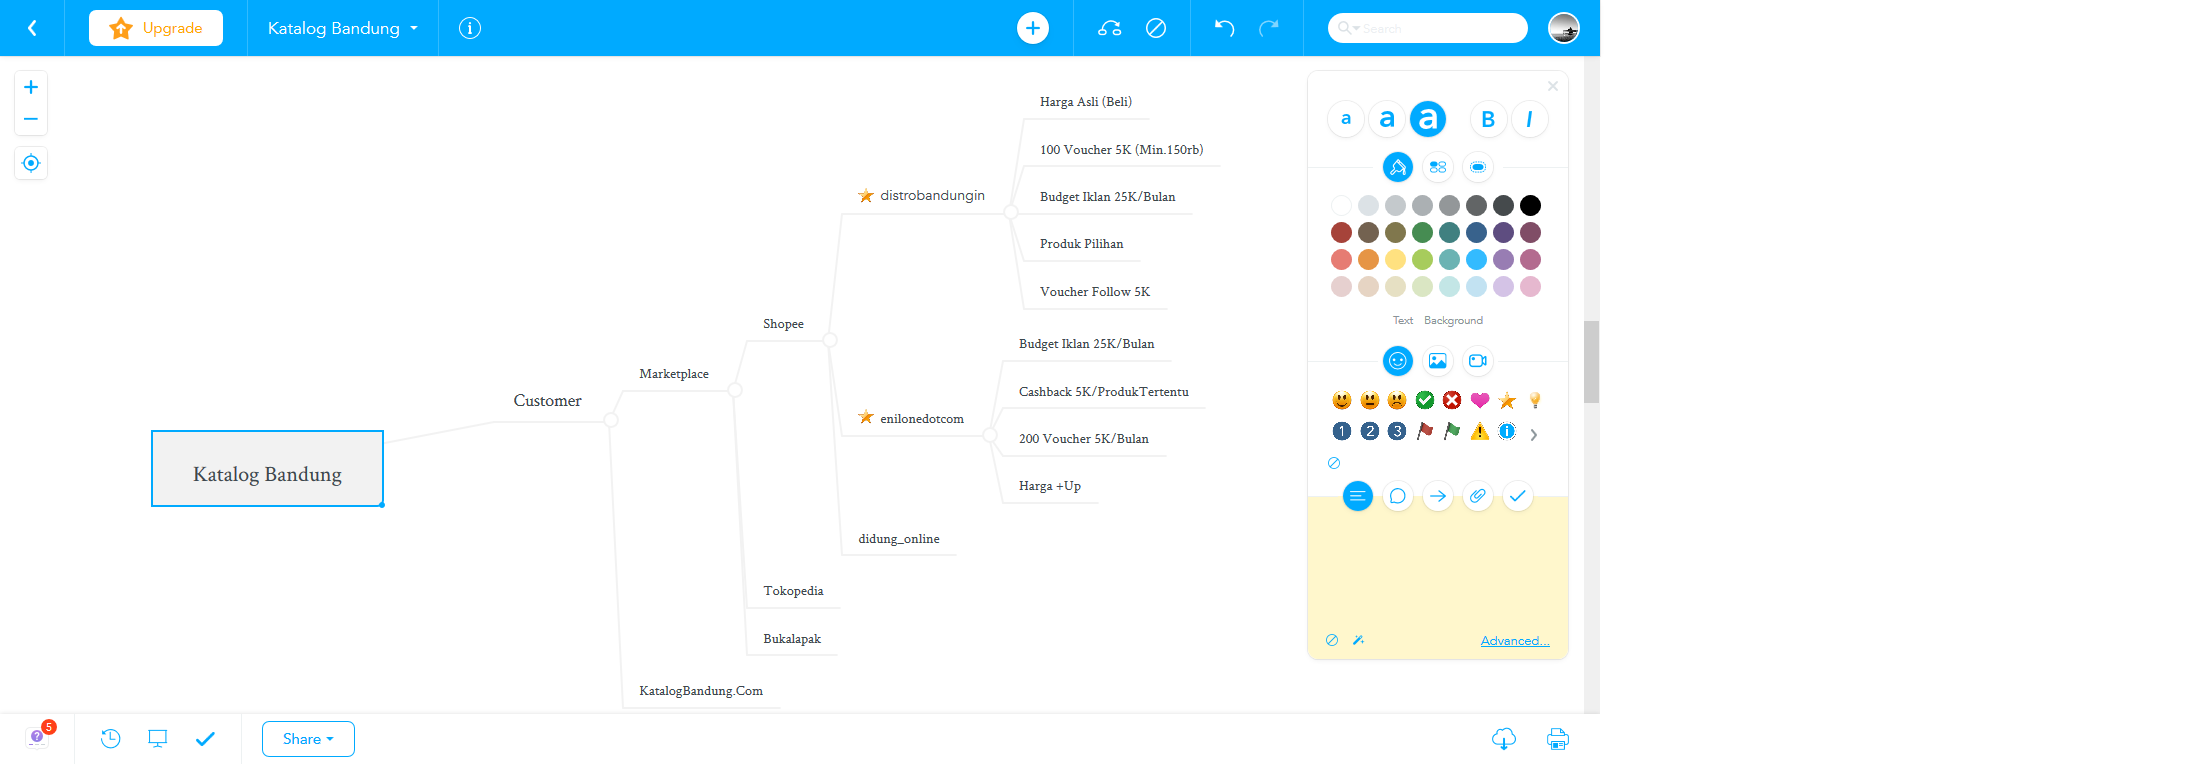 Upgrade
Katalog Bandung
Search
Harga Asli (Beli)
100 Voucher 5K (Min.150rb)
distrobandungin
Budget Iklan 25K/Bulan
Produk Pilihan
Voucher Follow 5K
Shopee
Budget Iklan 25K/Bulan
Marketplace
Cashback 5K/ProdukTertentu
Customer
enilonedotcom
200 Voucher 5K/Bulan
Katalog Bandung
Harga +Up
didung_online
Tokopedia
Bukalapak
KatalogBandung.Com
a a a B I
Text Background
1 2 3
Advanced...
5
Share